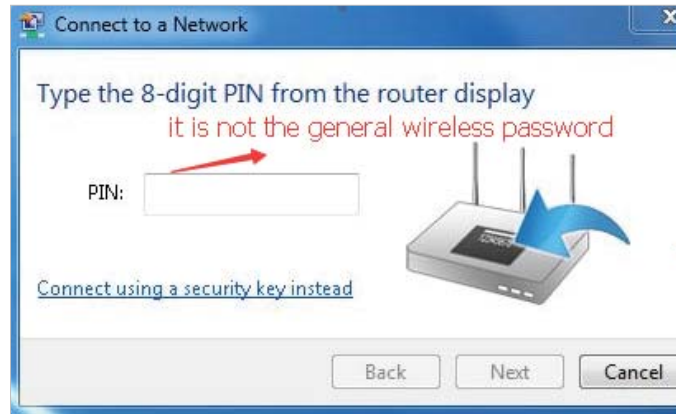 Connect to a Network
Type the 8-digit PIN from the router display
it is not the general wireless password
PIN:
Connect using a security key instead
Back
Next
Cancel